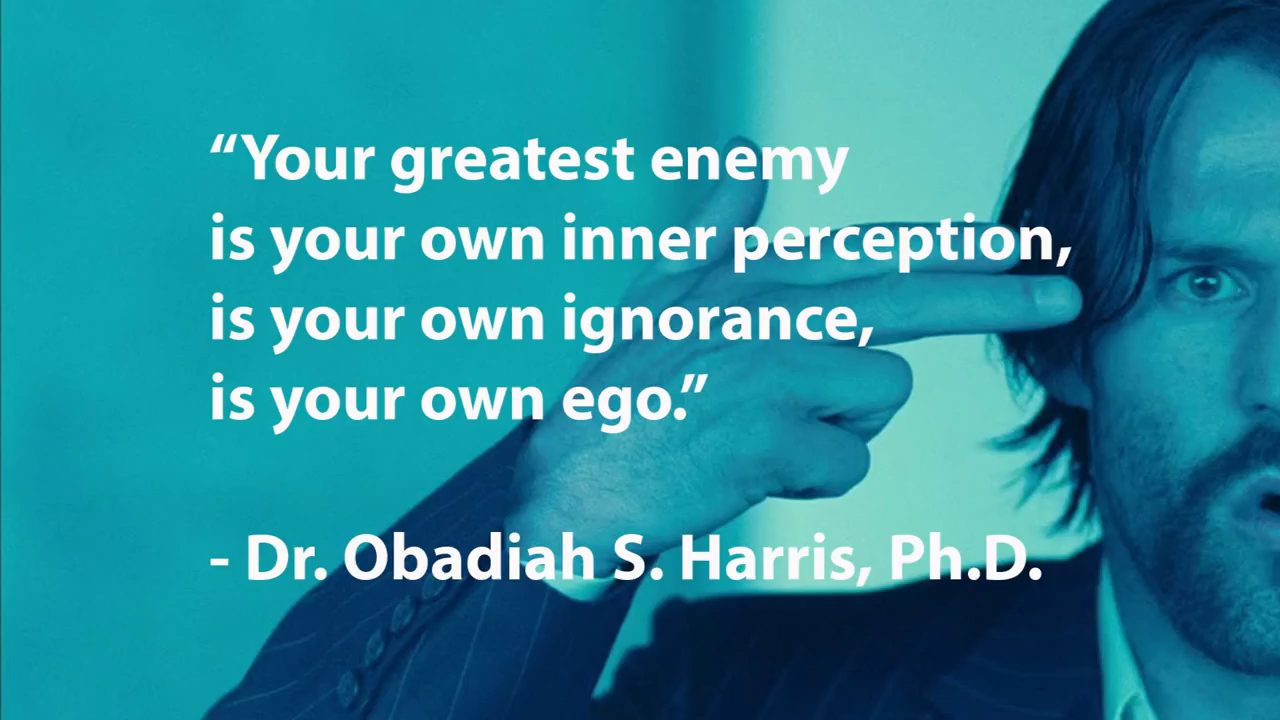 “Your greatest enemy
is your own inner perception,
is your own ignorance,
is your own ego.”
- Dr. Obadiah S. Harris, Ph.D.